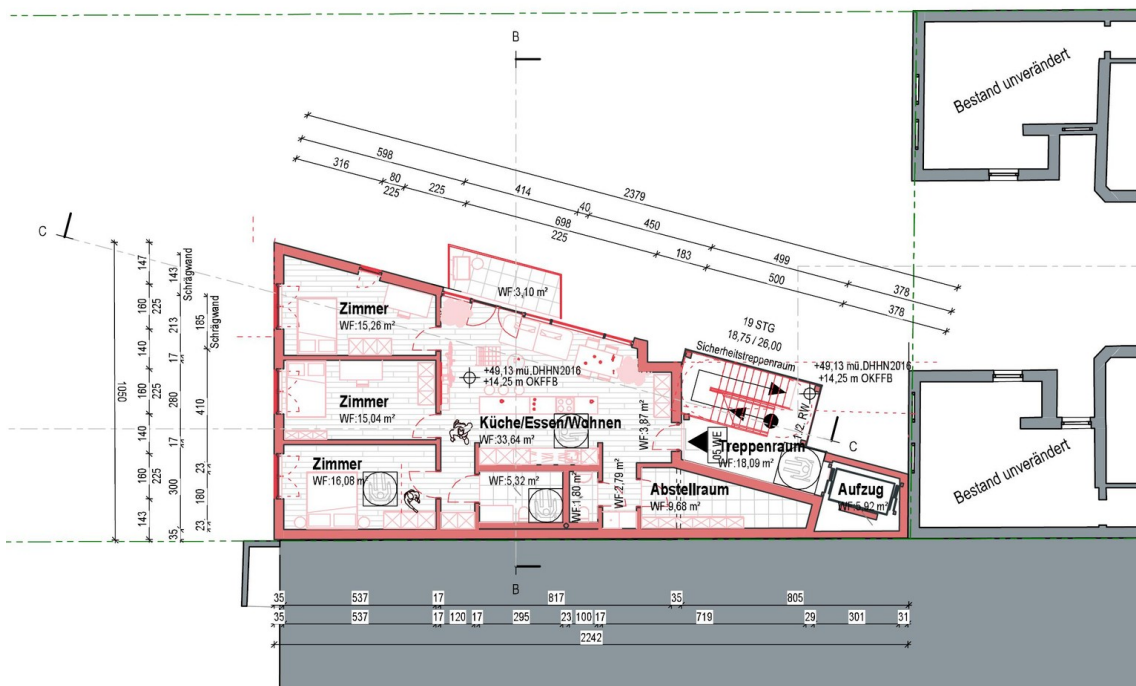 B
Bestand unverändert
598
2379
316
80
225
414
225
40
698
225
450
183
499
500
378
378
C
147
143
Schrägwand
160
225
213
185
Schrägwand
140
17
1050
160
225
280
410
140
17
23
160
225
300
180
143
35
23
WF:3,10 m²
Zimmer
WF:15,26 m²
19 STG
18,75 / 26,00
Sicherheitstreppenraum
+49,13 mü.DHHN2016
+14,25 m OKFFB
+49,13 mü.DHHN2016
+14,25 m OKFFB
Zimmer
WF:15,04 m²
Küche/Essen/Wohnen
WF:33,64 m²
WF:3,87 m²
05 WE
1./2. RW
C
Treppenraum
WF:18,09 m²
Zimmer
WF:16,08 m²
WF:5,32 m²
WF:1,80 m²
WF:2,79 m²
Abstellraum
WF:9,68 m²
Aufzug
WF:5,92 m²
Bestand unverändert
B
35 537 17 817 35 805
35 537 17 120 17 295 23 100 17 719 29 301 31
2242